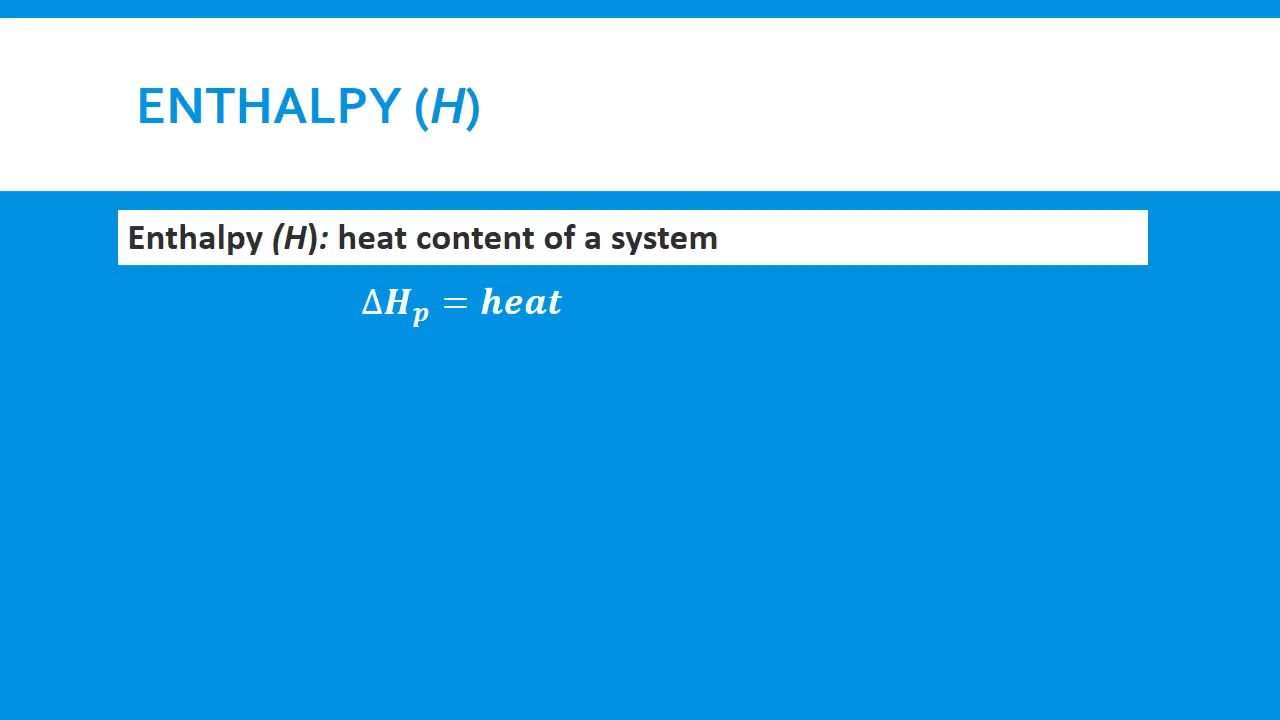 ENTHALPY (H)
Enthalpy (H): heat content of a system
ΔHₚ = heat